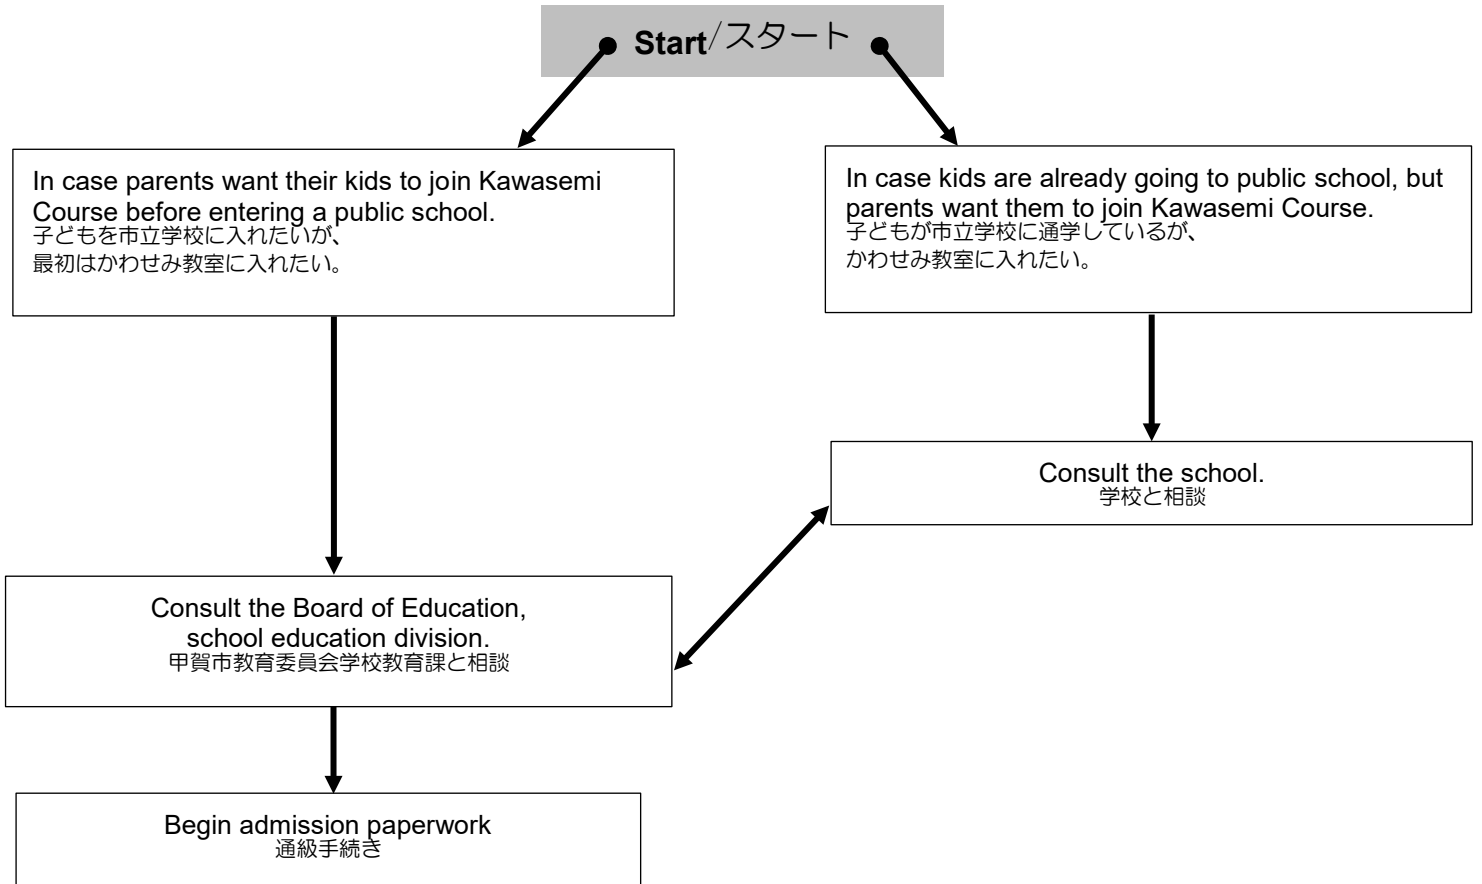 Start/スタート
In case parents want their kids to join Kawasemi
Course before entering a public school.
子どもを市立学校に入れたいが、
最初はかわせみ教室に入れたい。
In case kids are already going to public school, but
parents want them to join Kawasemi Course.
子どもが市立学校に通学しているが、
かわせみ教室に入れたい。
Consult the school.
学校と相談
Consult the Board of Education,
school education division.
甲賀市教育委員会学校教育課と相談
Begin admission paperwork
通級手続き